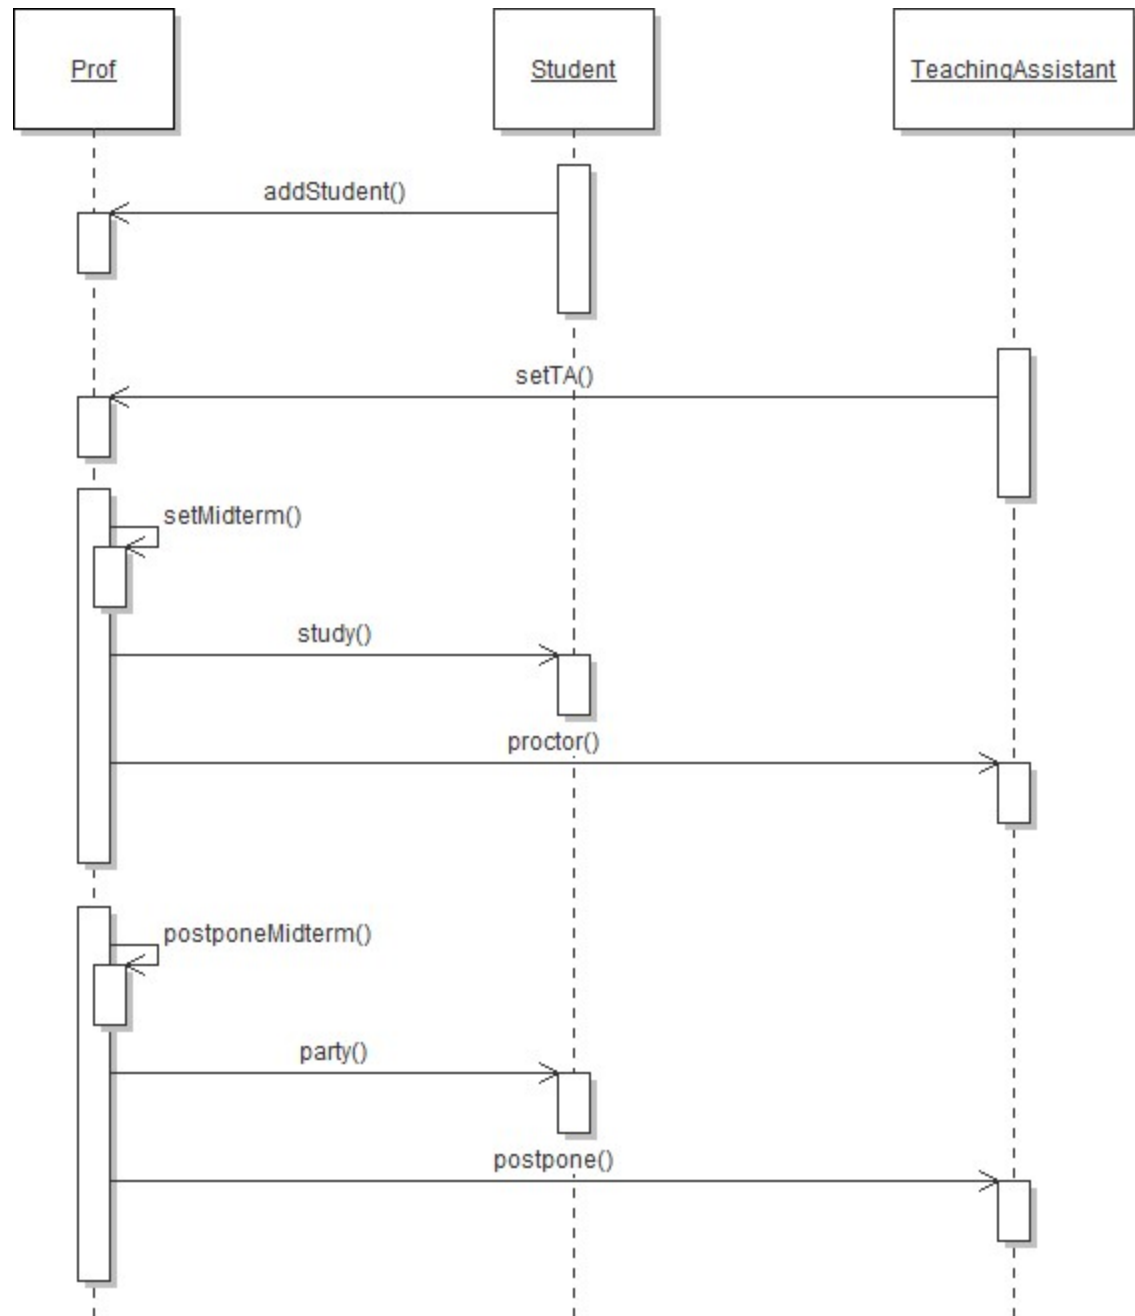 Prof
Student
TeachingAssistant
addStudent()
setTA()
setMidterm()
study()
proctor()
postponeMidterm()
party()
postpone()